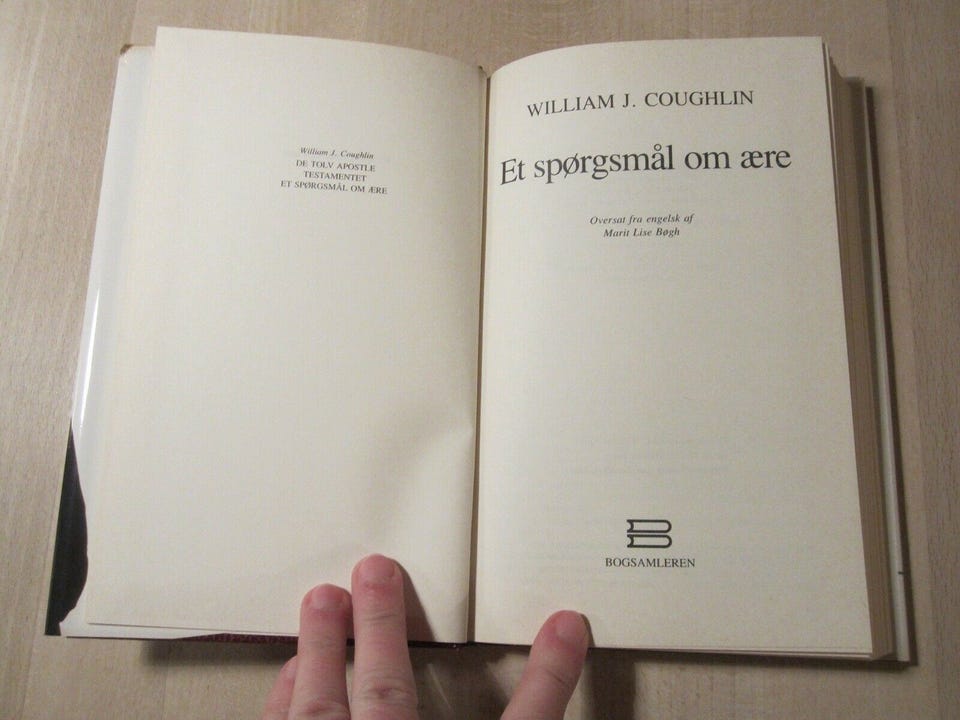 William J. Coughlin
DE TOLV APOSTLE
TESTAMENTET
ET SPØRGSMÅL OM ÆRE
WILLIAM J. COUGHLIN
Et spørgsmål om ære
Oversat fra engelsk af
Marit Lise Bøgh
BOGSAMLEREN